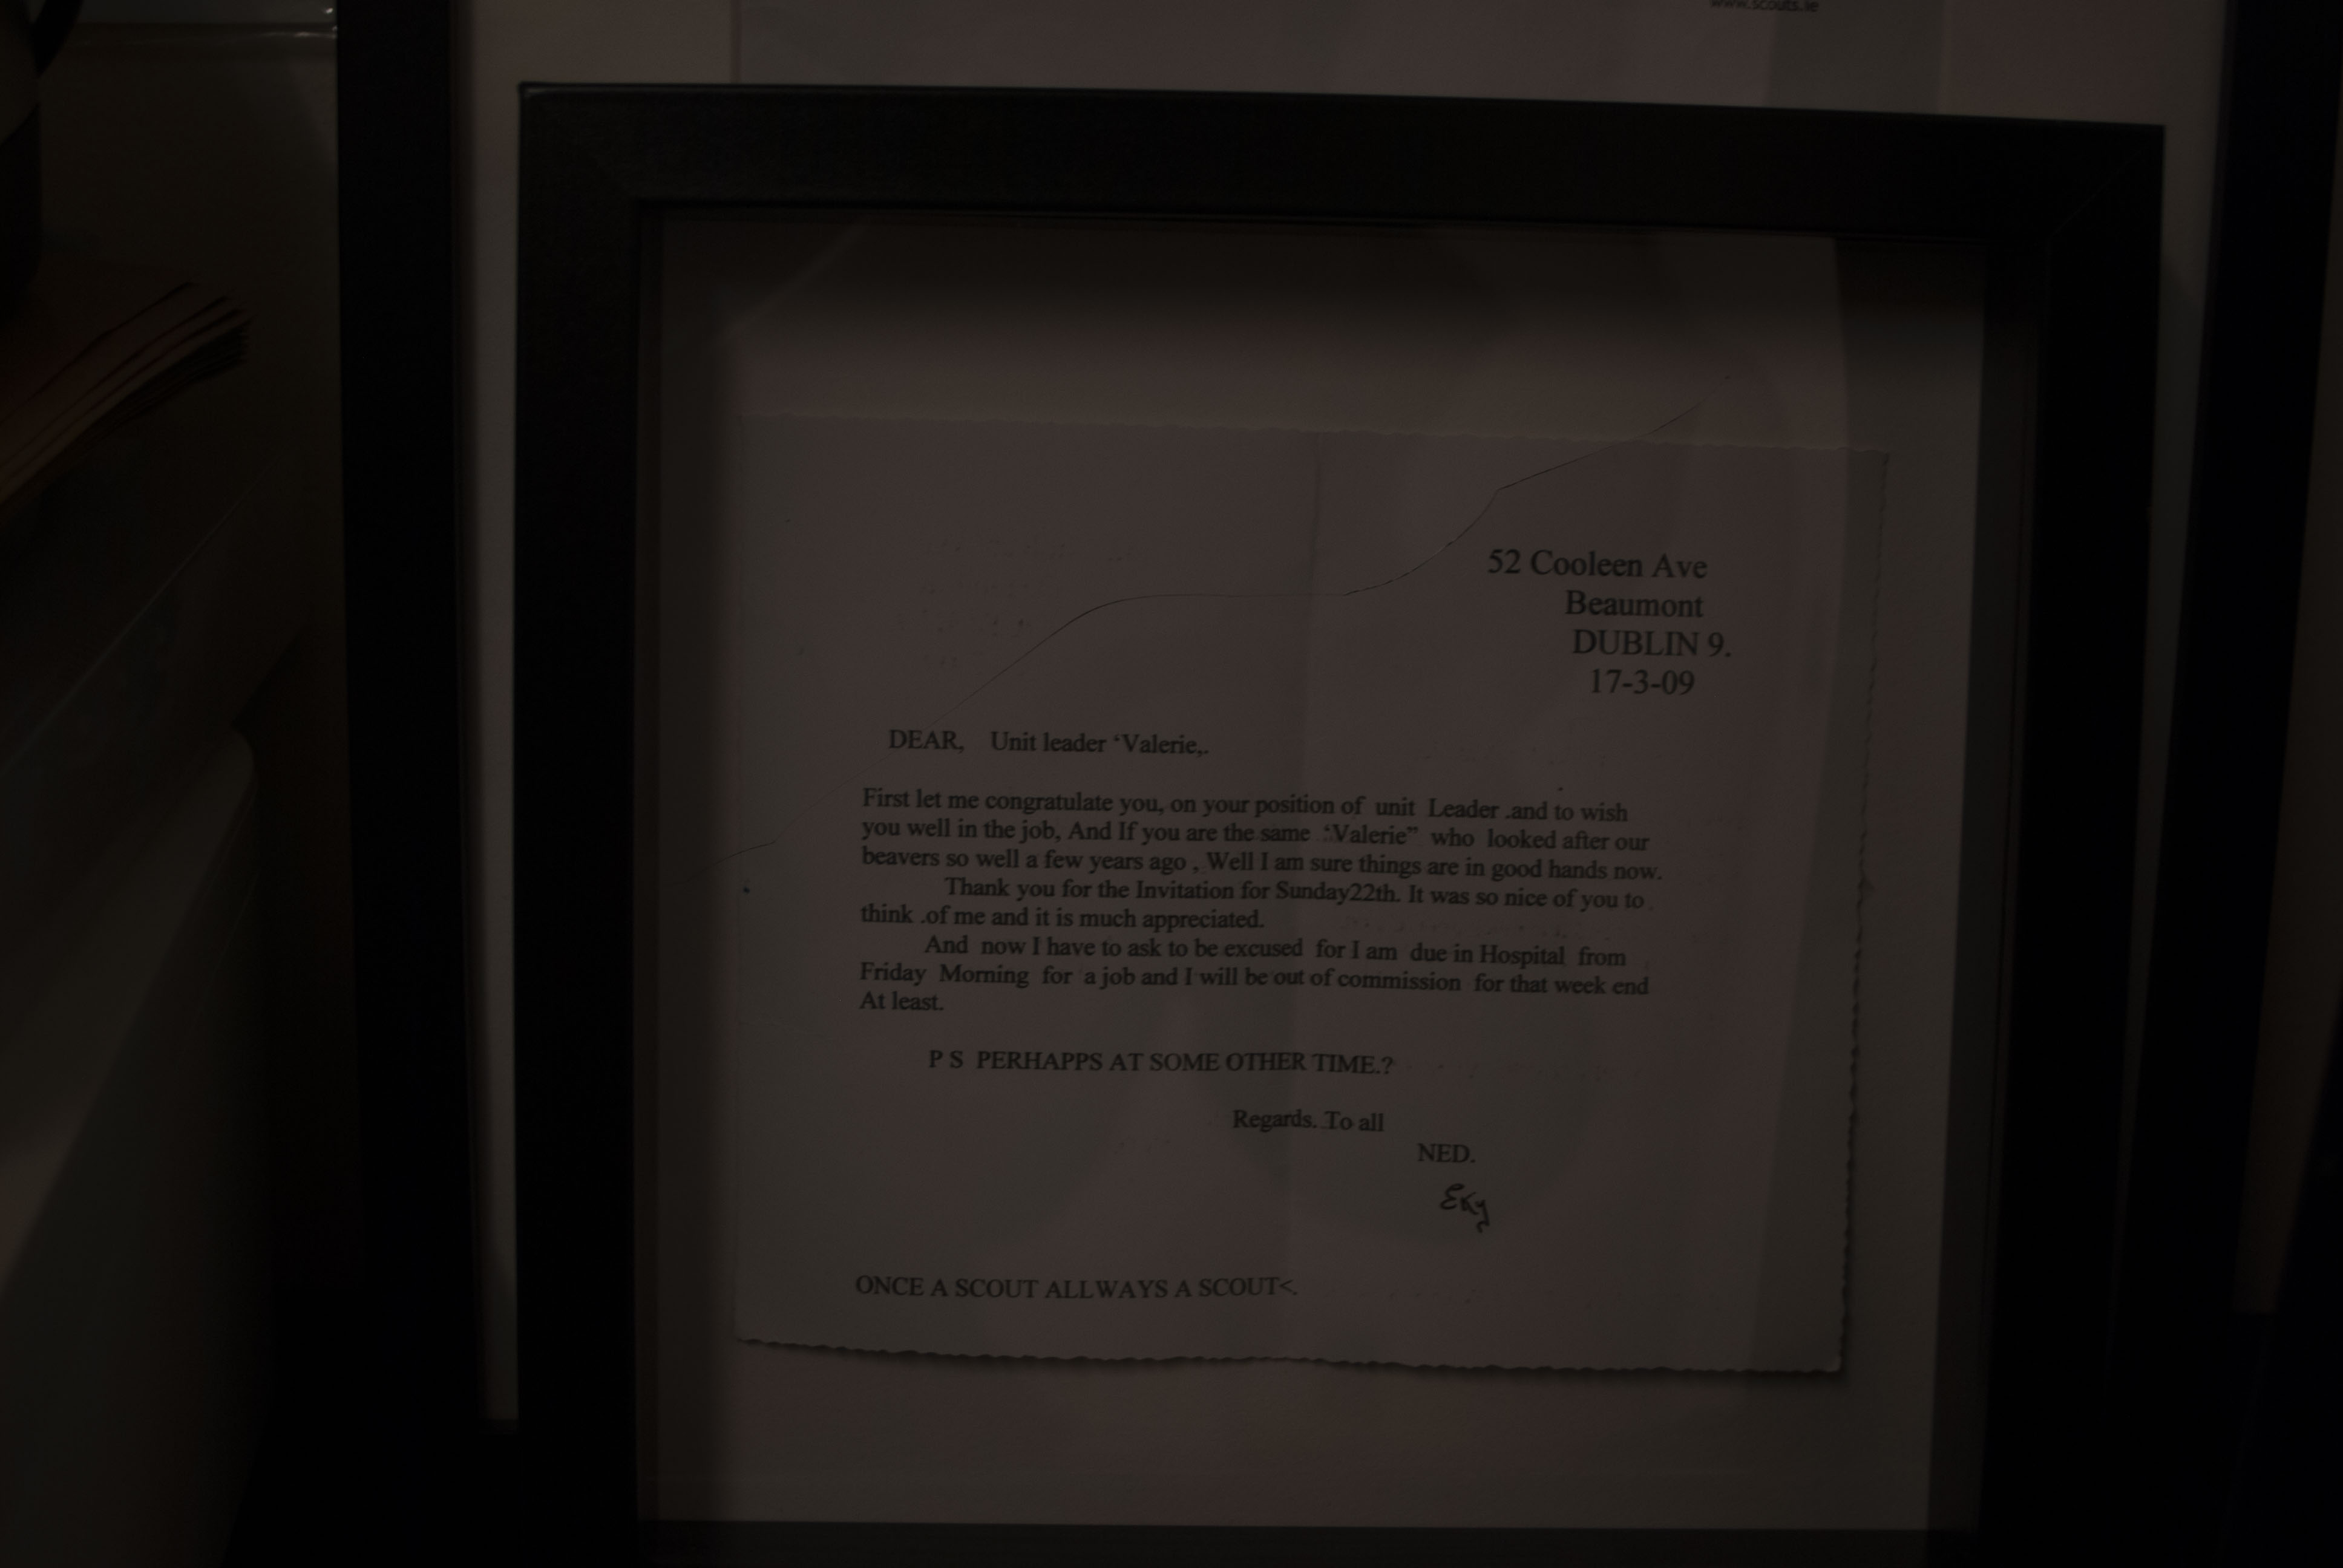 www.scouts.ie
52 Cooleen Ave
Beaumont
DUBLIN 9.
17-3-09
DEAR, Unit leader ‘Valerie,.
First let me congratulate you, on your position of unit Leader .and to wish
you well in the job, And If you are the same ‘Valerie” who looked after our
beavers so well a few years ago , Well I am sure things are in good hands now.
Thank you for the Invitation for Sunday22th. It was so nice of you to
think .of me and it is much appreciated.
And now I have to ask to be excused for I am due in Hospital from
Friday Morning for a job and I will be out of commission for that week end
At least.
P S PERHAPPS AT SOME OTHER TIME.?
Regards. To all
NED.
ONCE A SCOUT ALLWAYS A SCOUT<.